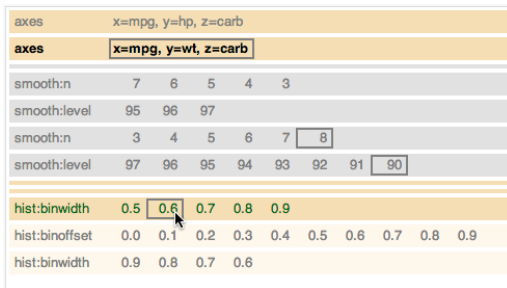 axes x=mpg, y=hp, z=carb
axes x=mpg, y=wt, z=carb
smooth:n 7 6 5 4 3
smooth:level 95 96 97
smooth:n 3 4 5 6 7 8
smooth:level 97 96 95 94 93 92 91 90
hist:binwidth 0.5 0.6 0.7 0.8 0.9
hist:binoffset 0.0 0.1 0.2 0.3 0.4 0.5 0.6 0.7 0.8 0.9
hist:binwidth 0.9 0.8 0.7 0.6